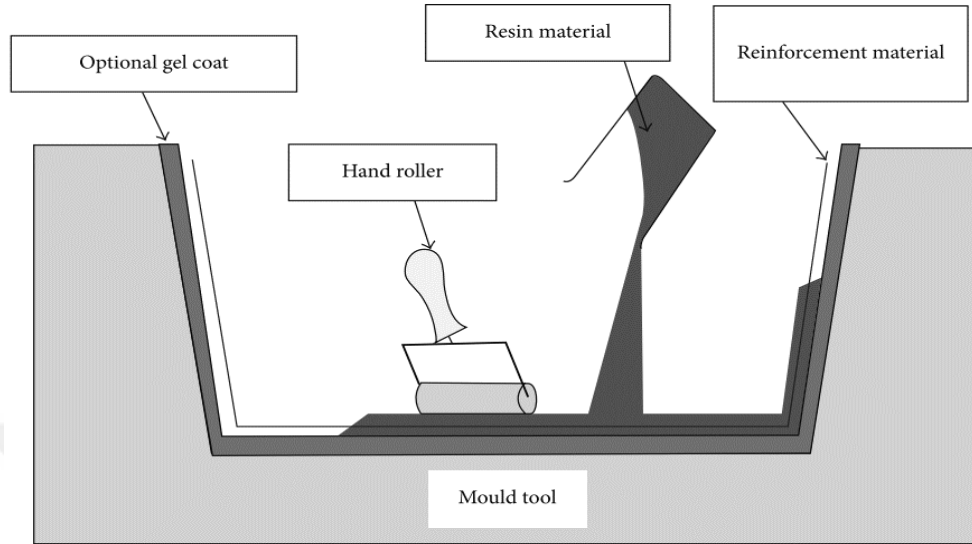 Optional gel coat
Resin material
Reinforcement material
Hand roller
Mould tool